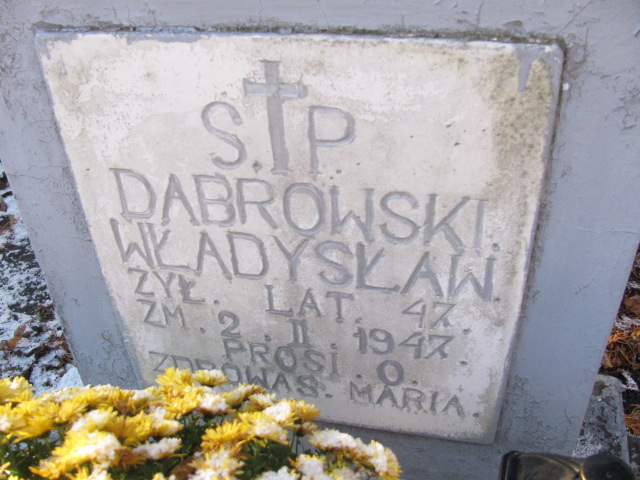 S. P
DĄBROWSKI.
WŁADYSŁAW.
ŻYŁ. LAT. 47.
ZM. 2. II. 1947.
PROSI. O.
ZDROWAŚ. MARIA.